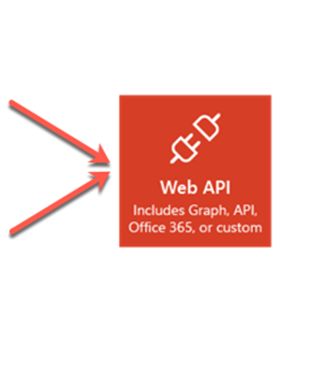 Web API
Includes Graph, API,
Office 365, or custom